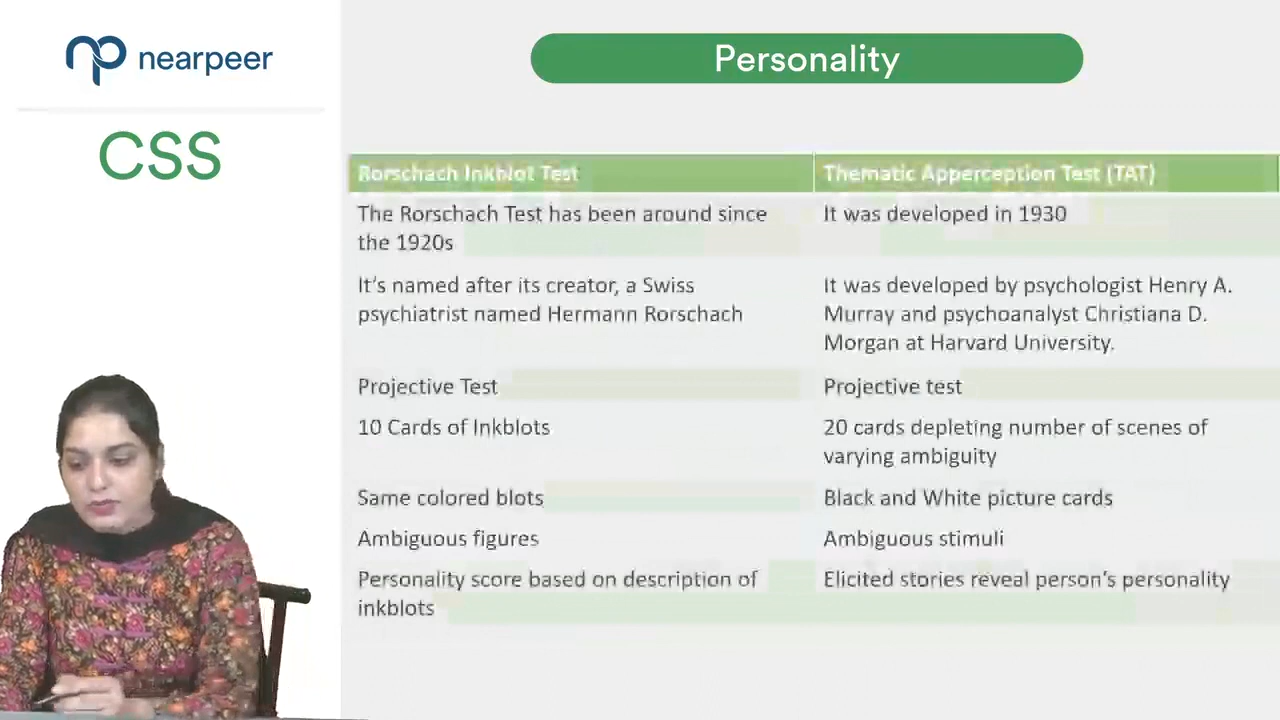 nearpeer
CSS
Personality
Rorschach Inkblot Test
Thematic Apperception Test (TAT)
The Rorschach Test has been around since
the 1920s
It was developed in 1930
It's named after its creator, a Swiss
psychiatrist named Hermann Rorschach
It was developed by psychologist Henry A.
Murray and psychoanalyst Christiana D.
Morgan at Harvard University.
Projective Test
Projective test
10 Cards of Inkblots
20 cards depleting number of scenes of
varying ambiguity
Same colored blots
Black and White picture cards
Ambiguous figures
Ambiguous stimuli
Personality score based on description of
inkblots
Elicited stories reveal person's personality